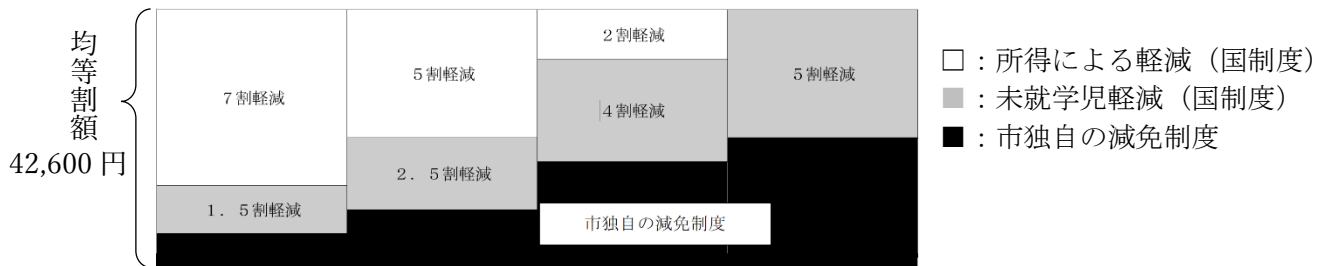 均等割額
42,600 円
7割軽減
1．5割軽減
5割軽減
2．5割軽減
2割軽減
4割軽減
5割軽減
市独自の減免制度
□：所得による軽減（国制度）
■：未就学児軽減（国制度）
■：市独自の減免制度